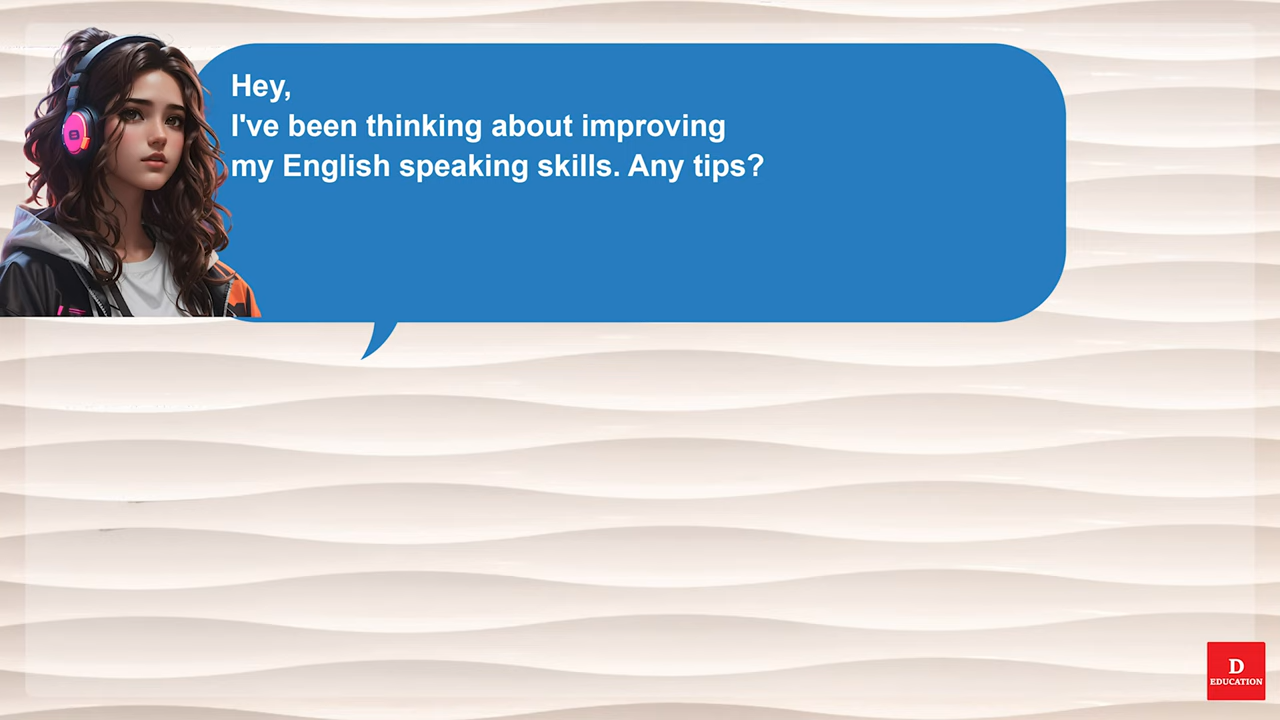 Hey,
I've been thinking about improving
my English speaking skills. Any tips?
D
EDUCATION